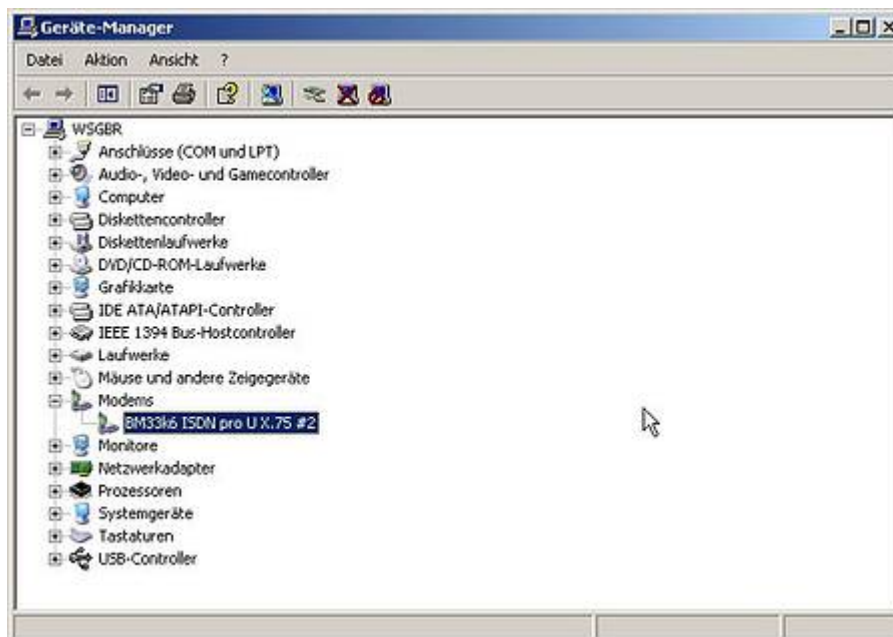 Geräte-Manager
Datei Aktion Ansicht ?
WSGBR
Anschlüsse (COM und LPT)
Audio-, Video- und Gamecontroller
Computer
Diskettencontroller
Diskettenlaufwerke
DVD/CD-ROM-Laufwerke
Grafikkarte
IDE ATA/ATAPI-Controller
IEEE 1394 Bus-Hostcontroller
Laufwerke
Mäuse und andere Zeigegeräte
Modems
BM33k6 ISDN pro U X.75 #2
Monitore
Netzwerkadapter
Prozessoren
Systemgeräte
Tastaturen
USB-Controller